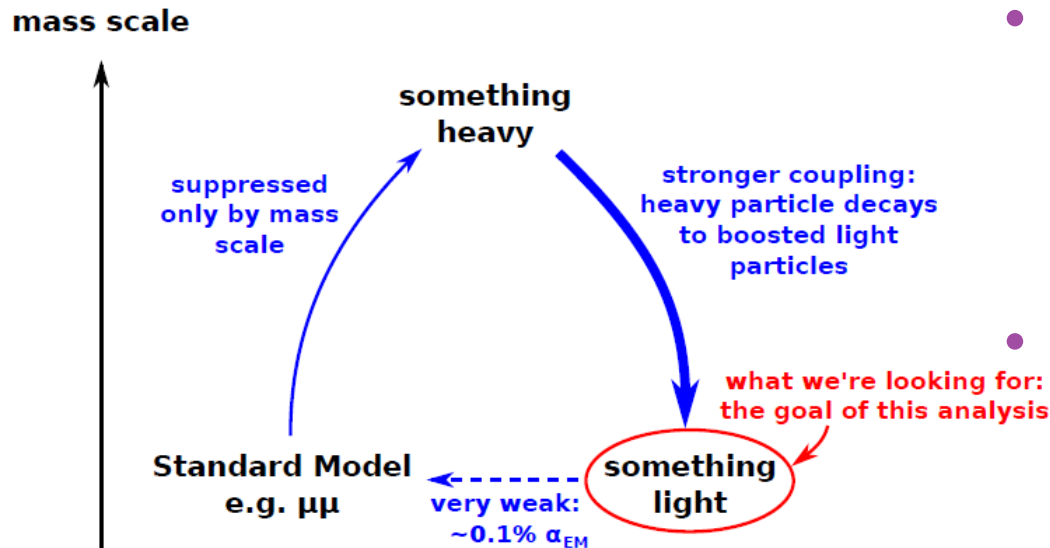 mass scale
something
heavy
suppressed
only by mass
scale
stronger coupling:
heavy particle decays
to boosted light
particles
what we're looking for:
the goal of this analysis
Standard Model
e.g. μμ
something
light
very weak:
~0.1% α_EM